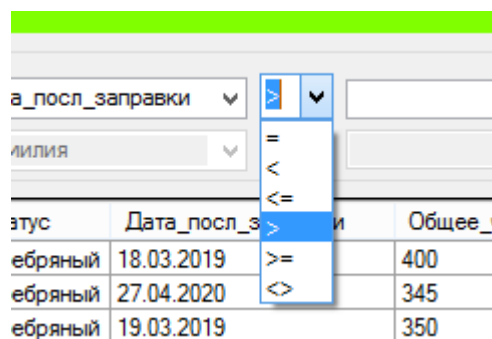 а_посл_заправки >
милия =
<
<=
атус Дата_посл_з > и Общее_
ебряный 18.03.2019 >= 400
ебряный 27.04.2020 <> 345
ебряный 19.03.2019 350